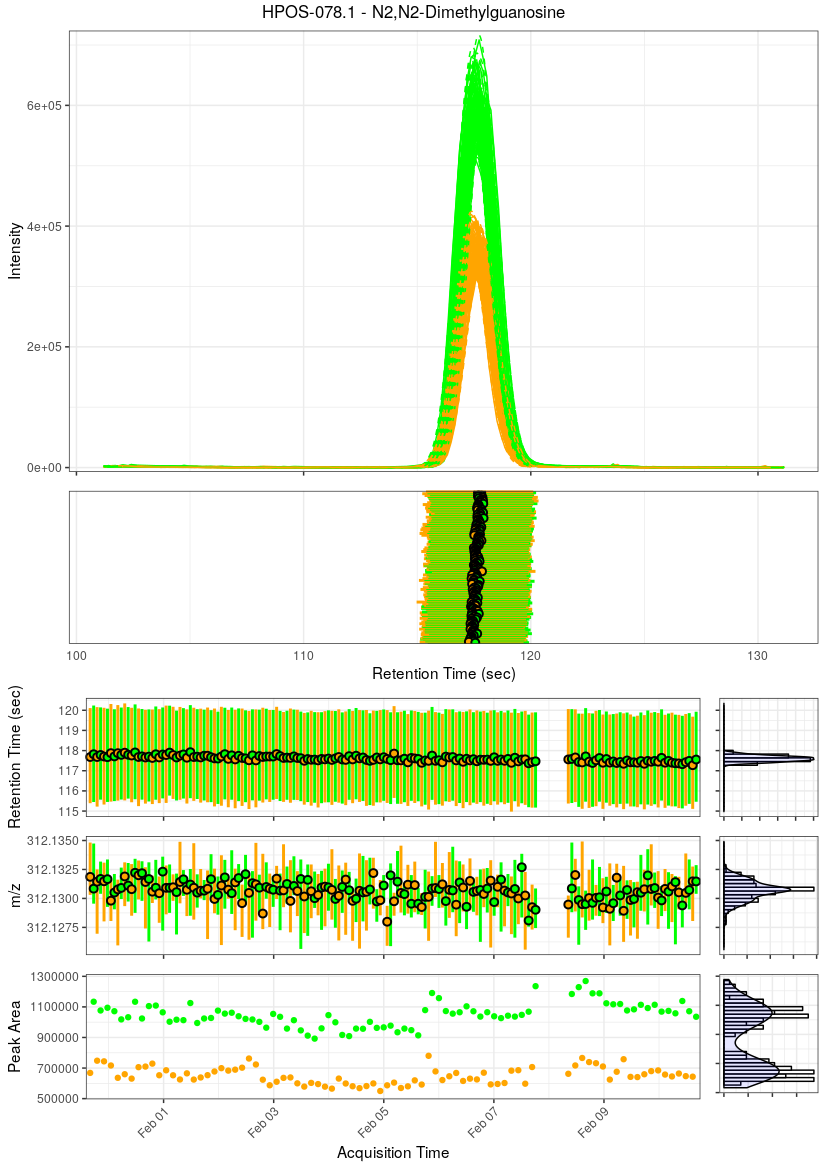 HPOS-078.1 - N2,N2-Dimethylguanosine
Intensity
6e+05
4e+05
2e+05
0e+00
100 110 120 130
Retention Time (sec)
Retention Time (sec)
120
119
118
117
116
115
m/z
312.1350
312.1325
312.1300
312.1275
Peak Area
1300000
1100000
900000
700000
500000
Feb 01 Feb 03 Feb 05 Feb 07 Feb 09
Acquisition Time